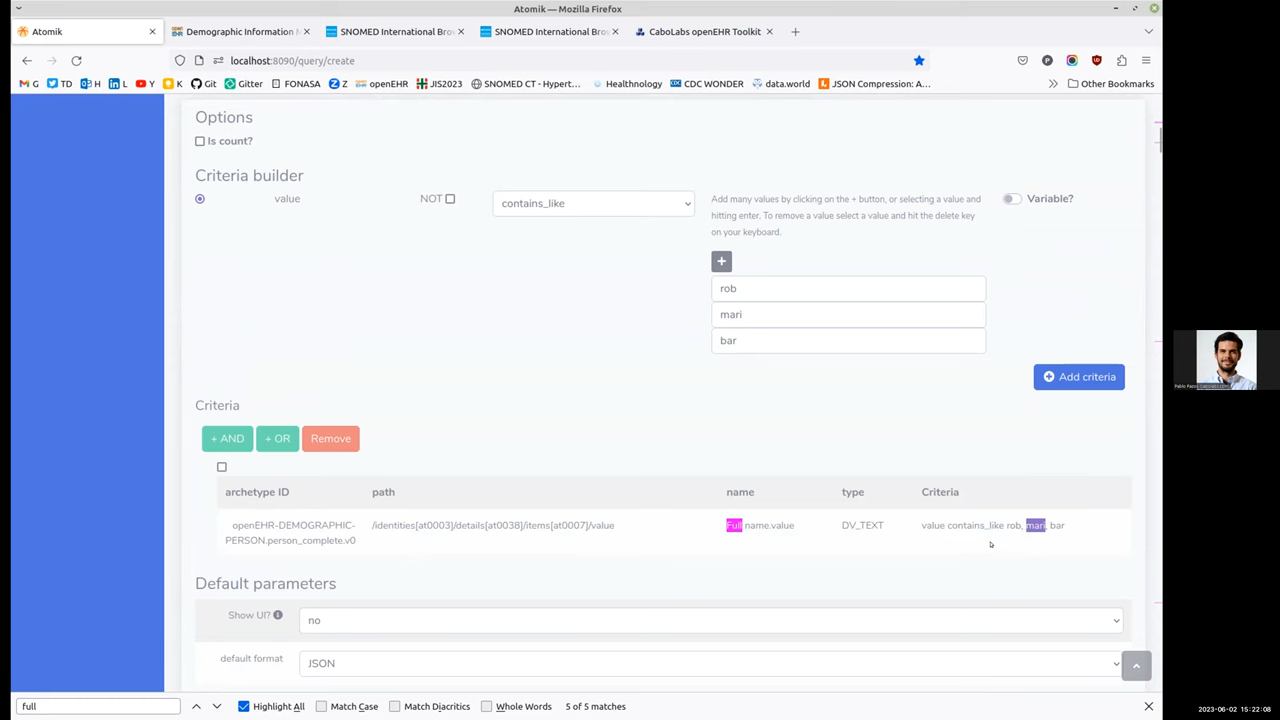 Atomik — Mozilla Firefox
Atomik
Demographic Information M
SNOMED International Bro
SNOMED International Bro
CaboLabs openEHR Toolkit
localhost:8090/query/create
G TD H L Y K Git Gitter FONASA Z openEHR JIS2023 SNOMED CT - Hypert… Healthnology CDC WONDER data.world JSON Compression: A… Other Bookmarks
Options
Is count?
Criteria builder
value NOT contains_like
Add many values by clicking on the + button, or selecting a value and
hitting enter. To remove a value select a value and hit the delete key
on your keyboard.
Variable?
+
rob
mari
bar
Add criteria
Criteria
+ AND + OR Remove
archetype ID path name type Criteria
openEHR-DEMOGRAPHIC-
PERSON.person_complete.v0
/identities[at0003]/details[at0038]/items[at0007]/value Full name.value DV_TEXT value contains_like rob, mari, bar
Default parameters
Show UI? no
default format JSON
full Highlight All Match Case Match Diacritics Whole Words 5 of 5 matches
2023-06-02 15:22:08